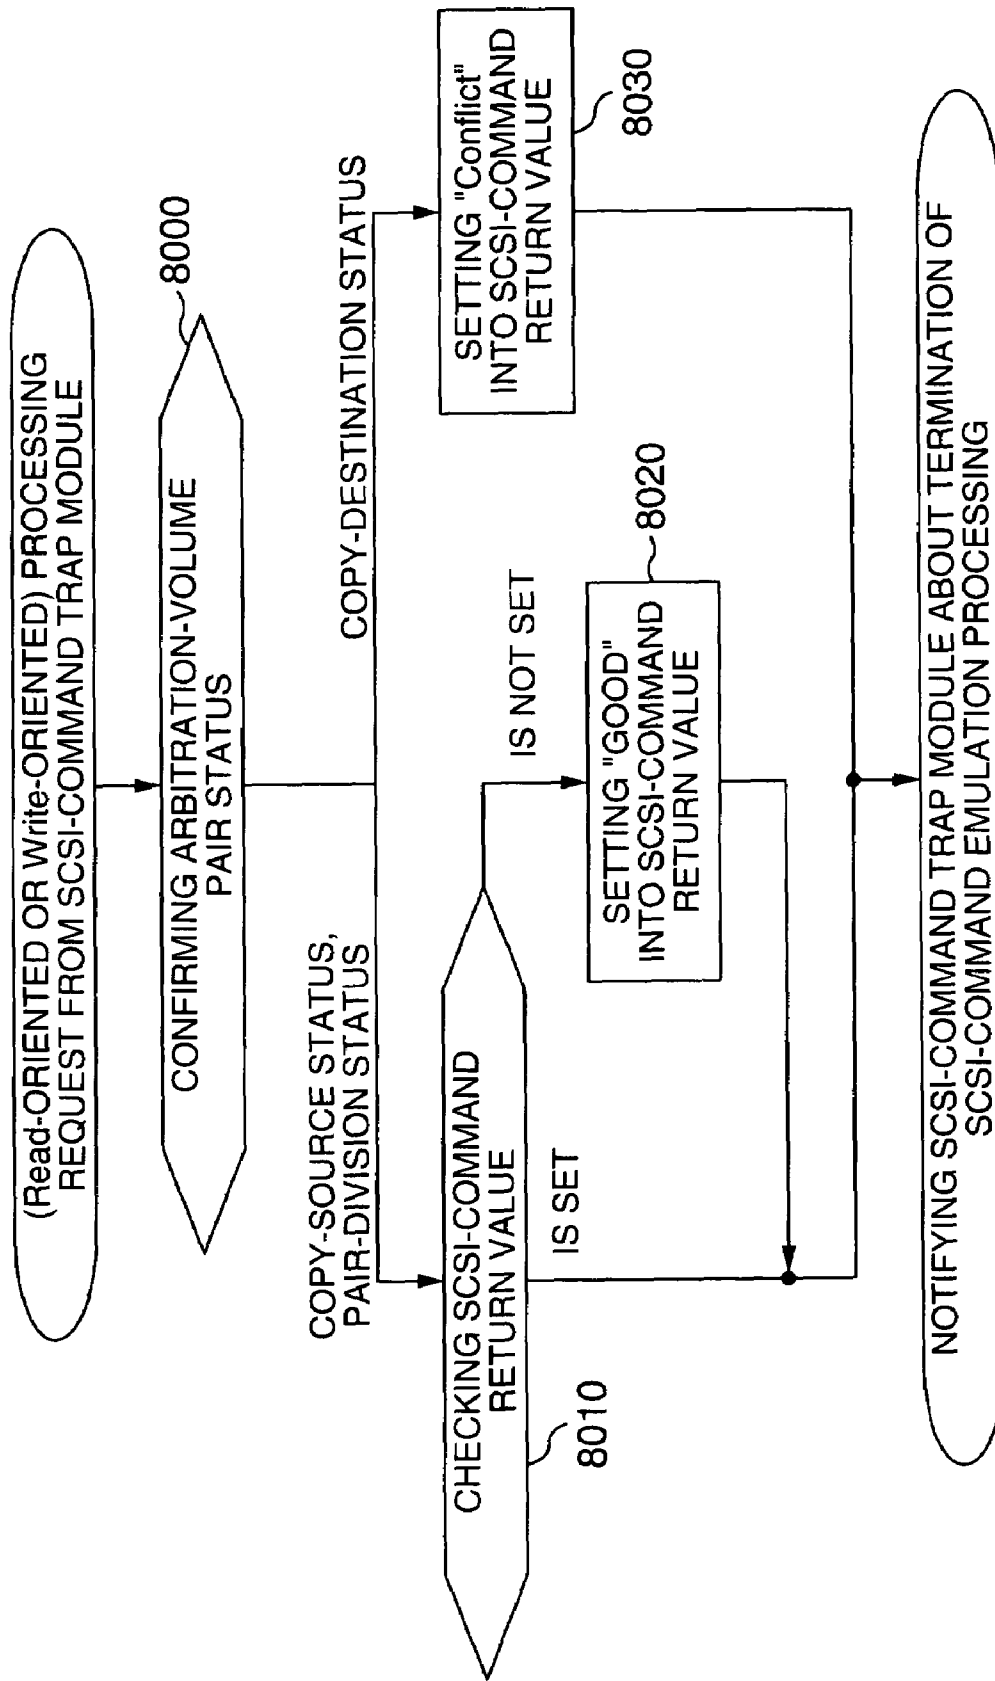 (Read-ORIENTED OR Write-ORIENTED) PROCESSING
REQUEST FROM SCSI-COMMAND TRAP MODULE
8000
CONFIRMING ARBITRATION-VOLUME
PAIR STATUS
COPY-SOURCE STATUS,
PAIR-DIVISION STATUS
COPY-DESTINATION STATUS
CHECKING SCSI-COMMAND
RETURN VALUE
8010
IS SET
IS NOT SET
SETTING "GOOD"
INTO SCSI-COMMAND
RETURN VALUE
8020
SETTING "Conflict"
INTO SCSI-COMMAND
RETURN VALUE
8030
NOTIFYING SCSI-COMMAND TRAP MODULE ABOUT TERMINATION OF
SCSI-COMMAND EMULATION PROCESSING